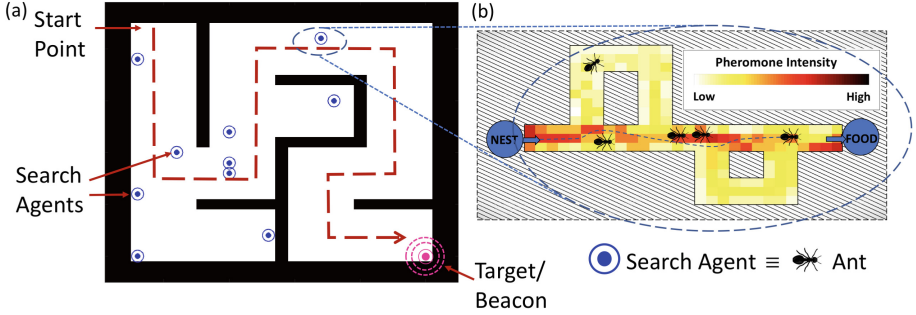 (a)
Start
Point
Search
Agents
Target/
Beacon
(b)
Pheromone Intensity
Low High
NEST
FOOD
Search Agent ≡ Ant